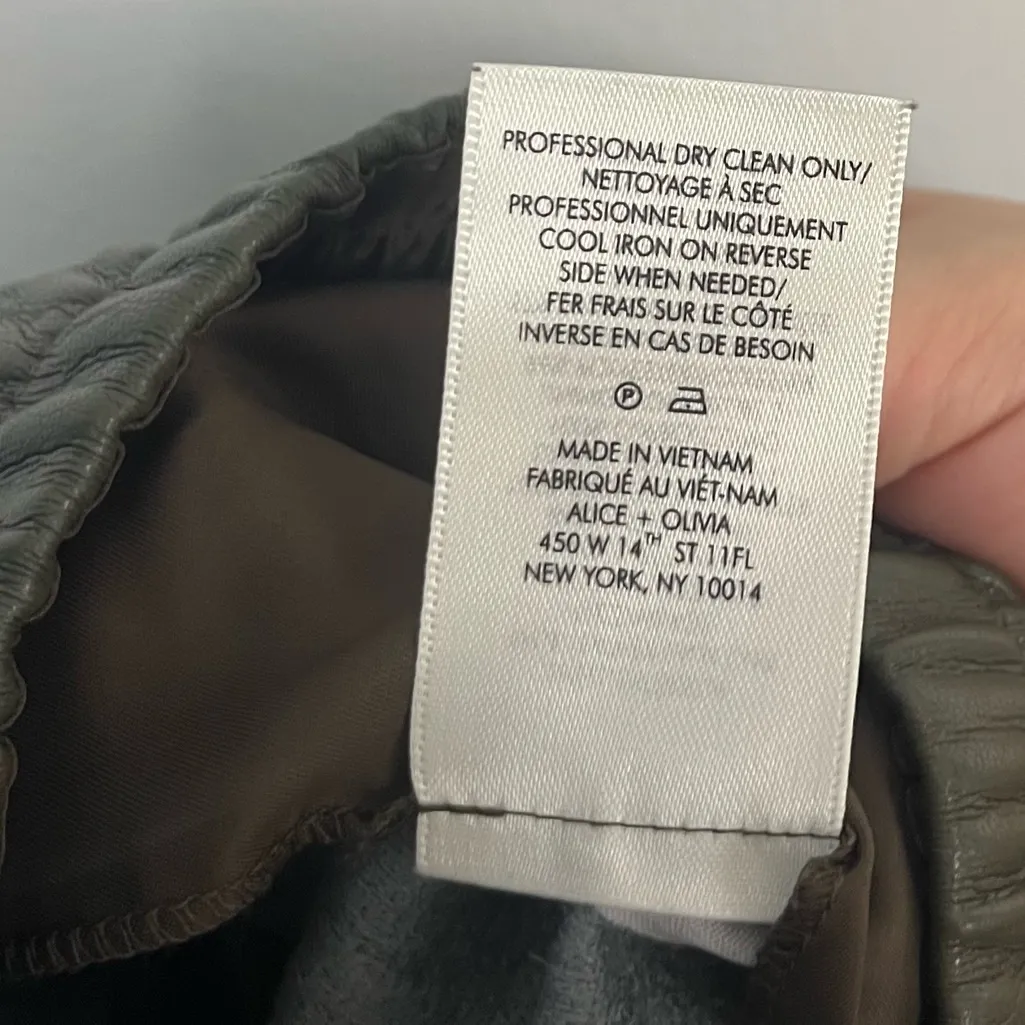 PROFESSIONAL DRY CLEAN ONLY/
NETTOYAGE À SEC
PROFESSIONNEL UNIQUEMENT
COOL IRON ON REVERSE
SIDE WHEN NEEDED/
FER FRAIS SUR LE CÔTÉ
INVERSE EN CAS DE BESOIN
P
MADE IN VIETNAM
FABRIQUÉ AU VIÉT-NAM
ALICE + OLIVIA
450 W 14TH ST 11FL
NEW YORK, NY 10014